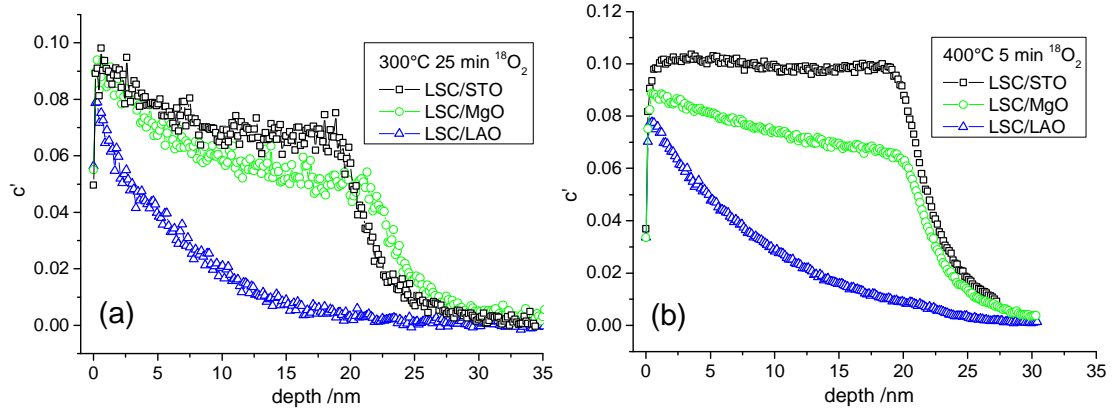 0.10
0.08
0.06
0.04
0.02
0.00
c'
300°C 25 min ¹⁸O₂
LSC/STO
LSC/MgO
LSC/LAO
(a)
0 5 10 15 20 25 30 35
depth /nm
0.12
0.10
0.08
0.06
0.04
0.02
0.00
c'
400°C 5 min ¹⁸O₂
LSC/STO
LSC/MgO
LSC/LAO
(b)
0 5 10 15 20 25 30 35
depth /nm